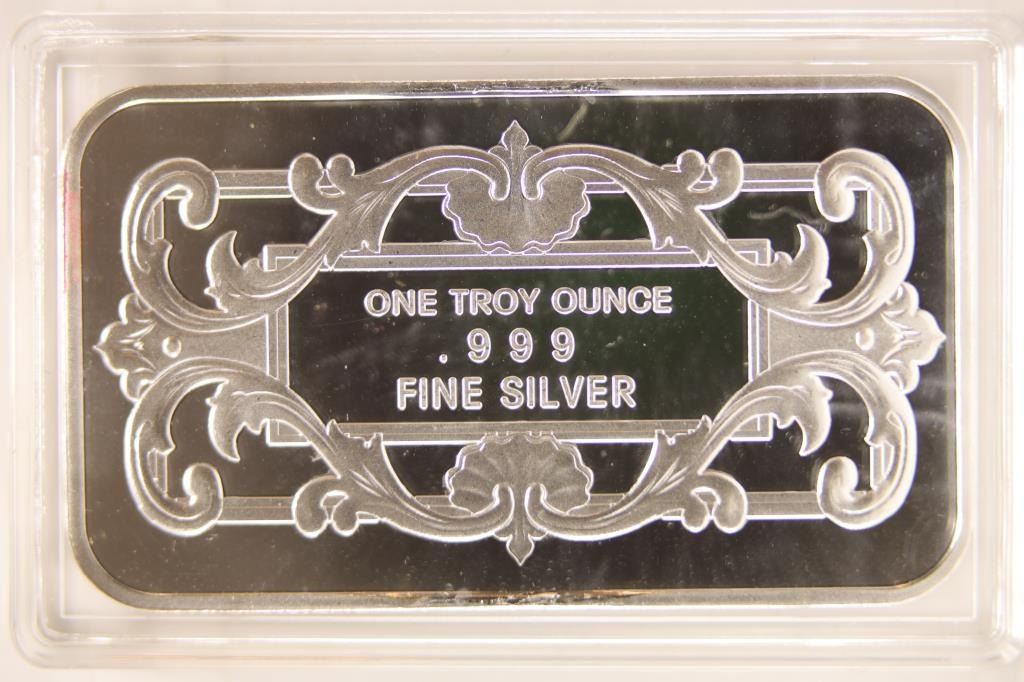 ONE TROY OUNCE
.999
FINE SILVER